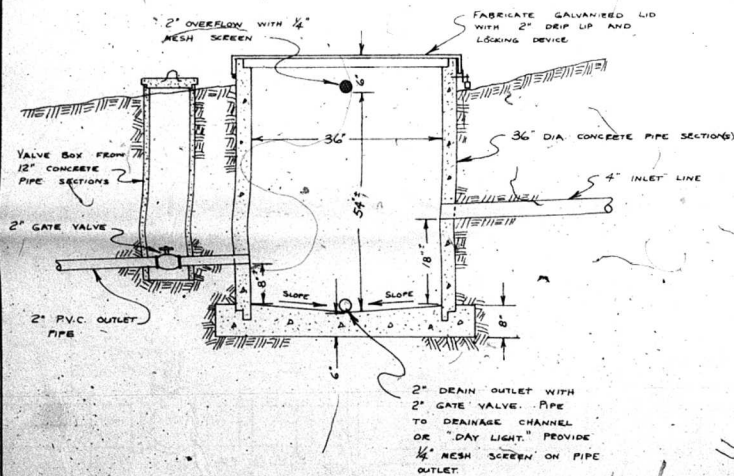 2" OVERFLOW WITH 1/4"
MESH SCREEN
FABRICATE GALVANIZED LID
WITH 2" DRIP LIP AND
LOCKING DEVICE
6"
36"
36" DIA. CONCRETE PIPE SECTION(S)
VALVE BOX FROM
12" CONCRETE
PIPE SECTIONS
4" INLET LINE
54"
2" GATE VALVE
18"
8"
SLOPE
SLOPE
2" P.V.C. OUTLET
PIPE
8"
6"
2" DRAIN OUTLET WITH
2" GATE VALVE. PIPE
TO DRAINAGE CHANNEL
OR "DAY LIGHT." PROVIDE
1/4" MESH SCREEN ON PIPE
OUTLET.